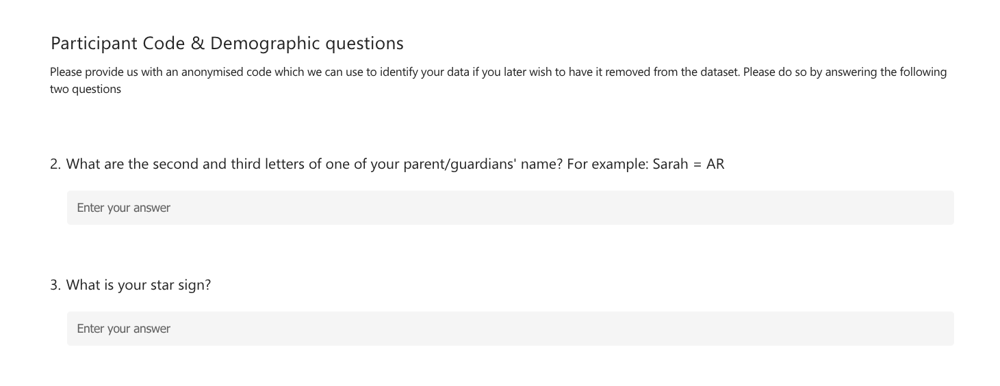 Participant Code & Demographic questions
Please provide us with an anonymised code which we can use to identify your data if you later wish to have it removed from the dataset. Please do so by answering the following
two questions
2. What are the second and third letters of one of your parent/guardians' name? For example: Sarah = AR
Enter your answer
3. What is your star sign?
Enter your answer